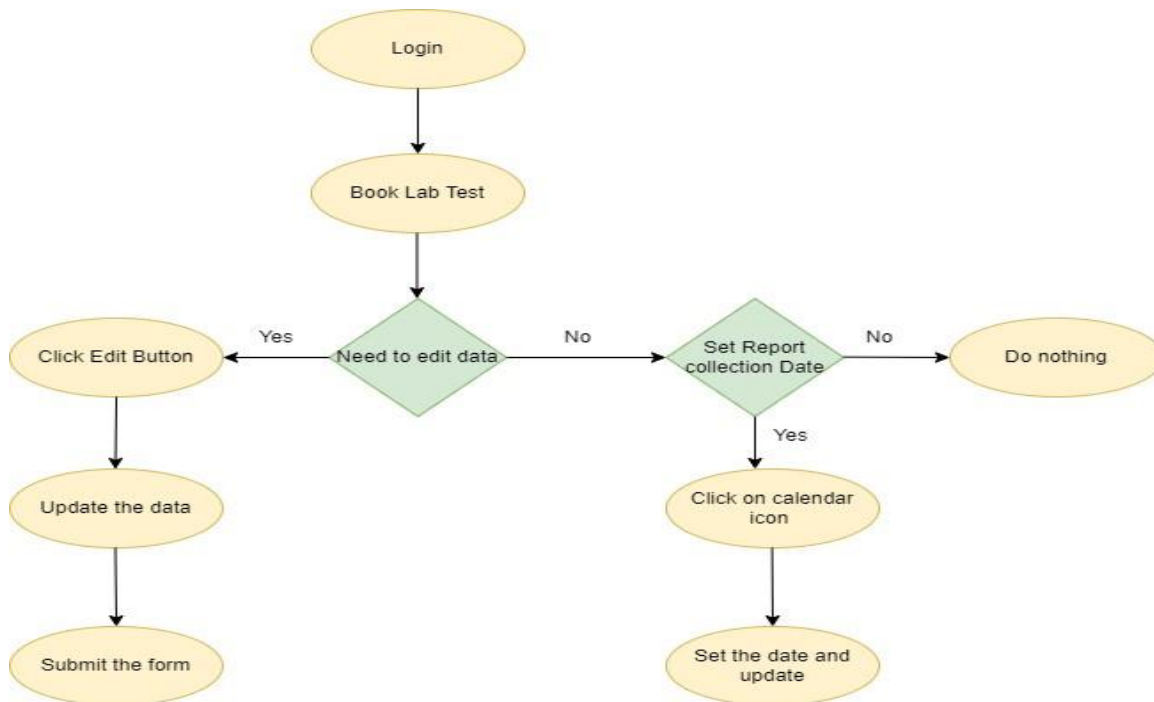 Login
Book Lab Test
Yes
No
No
Click Edit Button
Need to edit data
Set Report
collection Date
Do nothing
Yes
Update the data
Click on calendar
icon
Submit the form
Set the date and
update